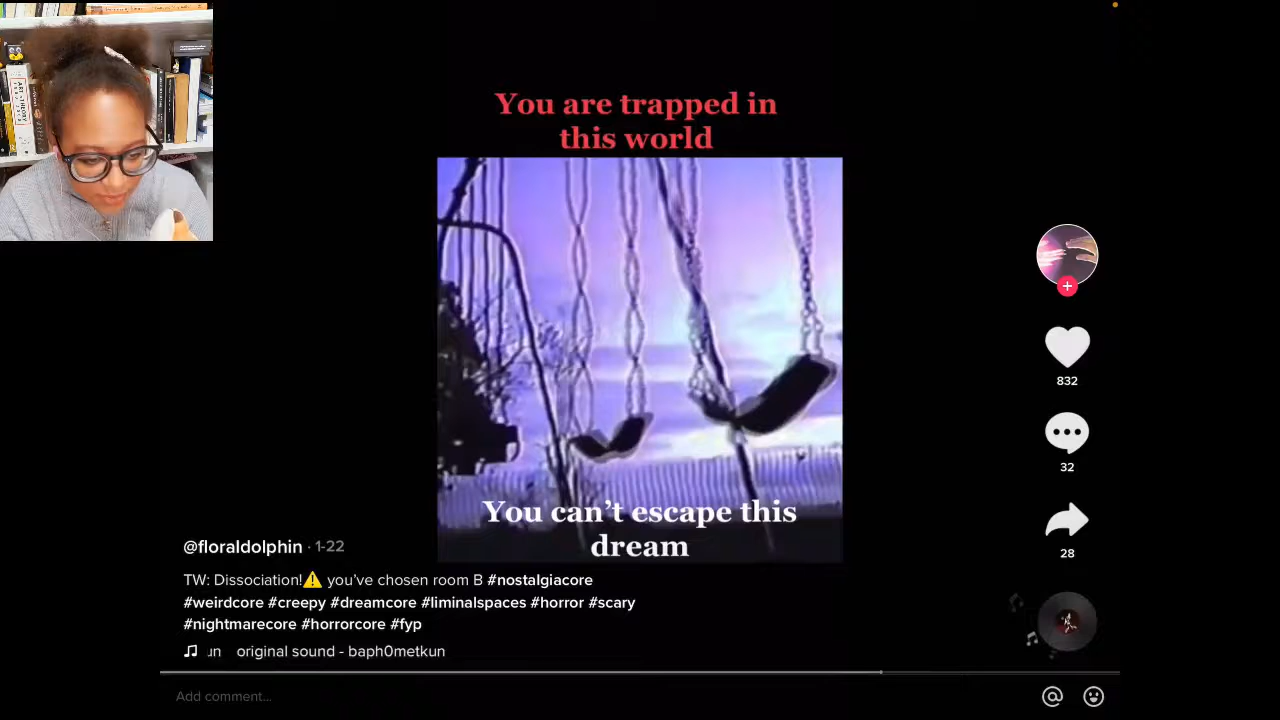 You are trapped in
this world
You can't escape this
dream
@floraldolphin · 1-22
TW: Dissociation!⚠️ you've chosen room B #nostalgiacore
#weirdcore #creepy #dreamcore #liminalspaces #horror #scary
#nightmarecore #horrorcore #fyp
un original sound - baph0metkun
832
32
28
Add comment...